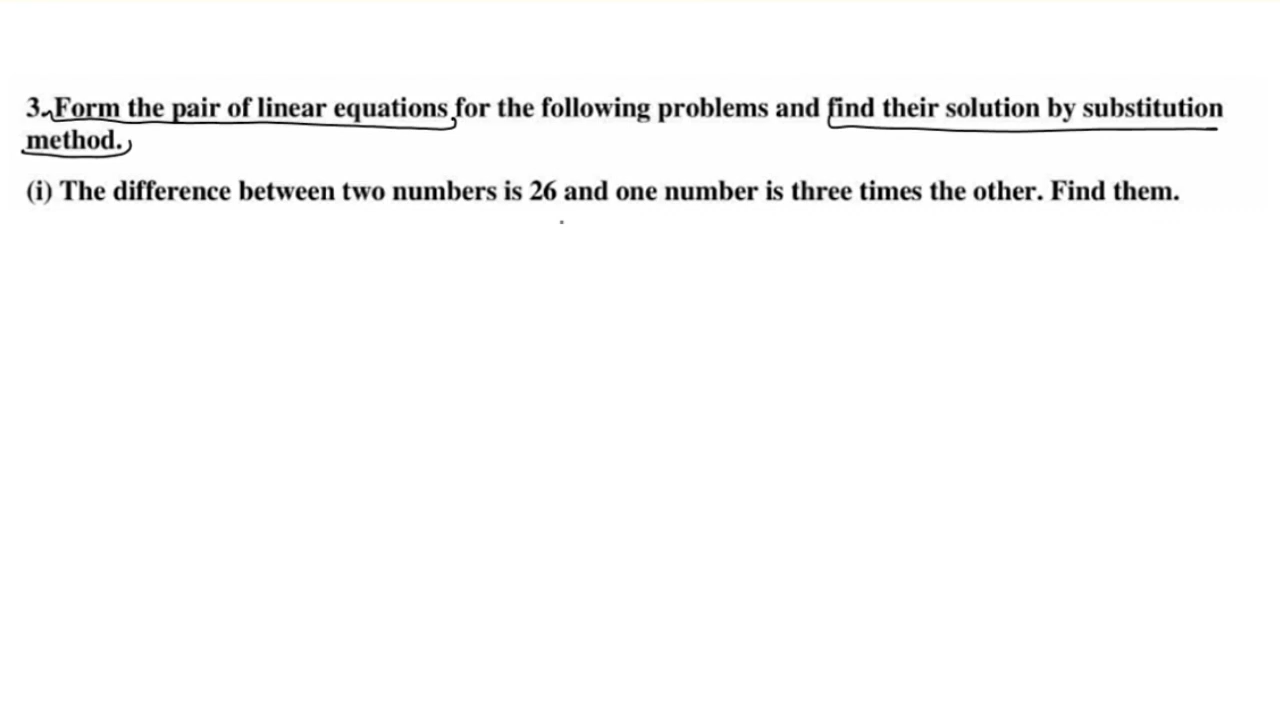 3. Form the pair of linear equations for the following problems and find their solution by substitution
method.
(i) The difference between two numbers is 26 and one number is three times the other. Find them.